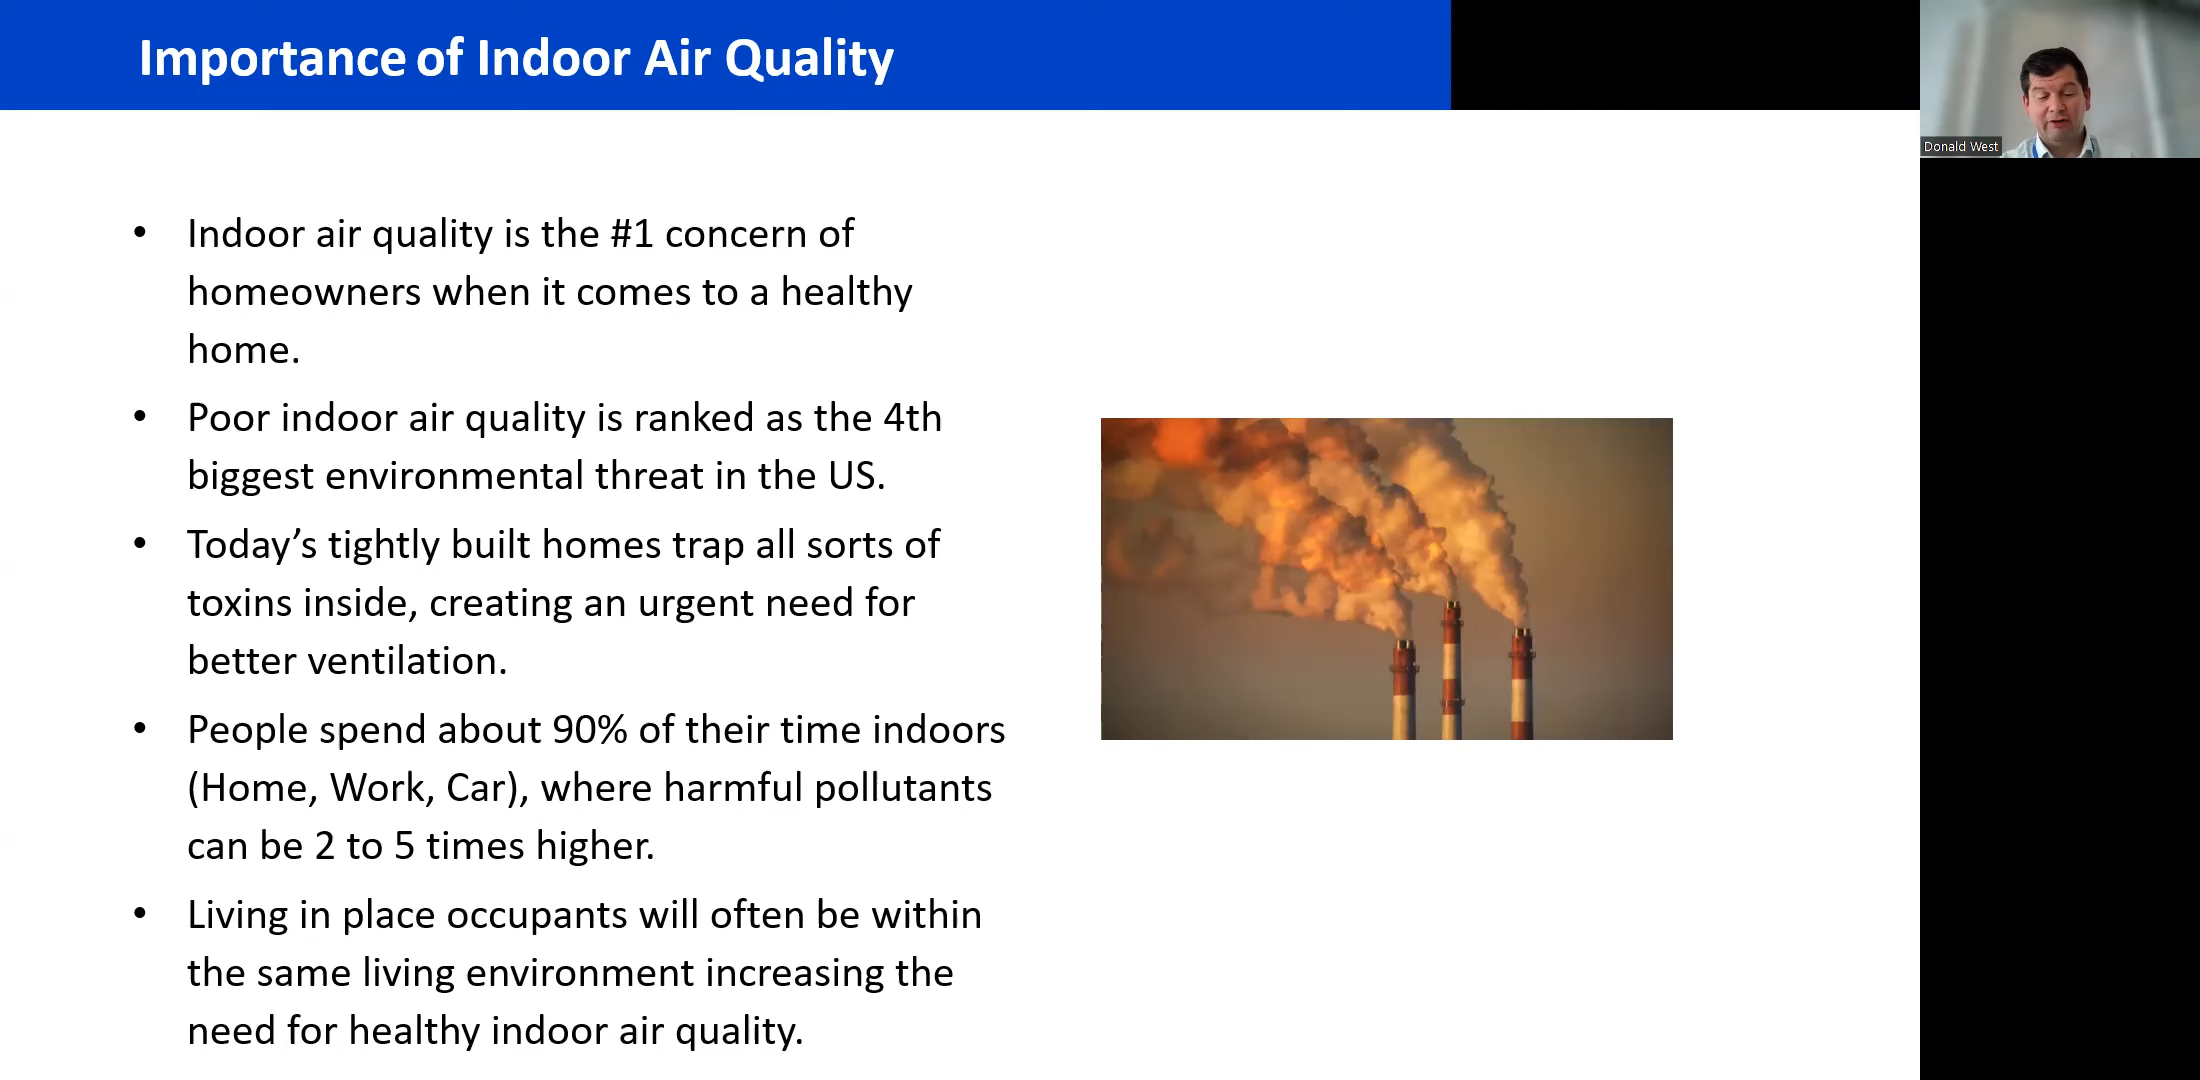 Importance of Indoor Air Quality
Donald West
• Indoor air quality is the #1 concern of
homeowners when it comes to a healthy
home.
• Poor indoor air quality is ranked as the 4th
biggest environmental threat in the US.
• Today’s tightly built homes trap all sorts of
toxins inside, creating an urgent need for
better ventilation.
• People spend about 90% of their time indoors
(Home, Work, Car), where harmful pollutants
can be 2 to 5 times higher.
• Living in place occupants will often be within
the same living environment increasing the
need for healthy indoor air quality.